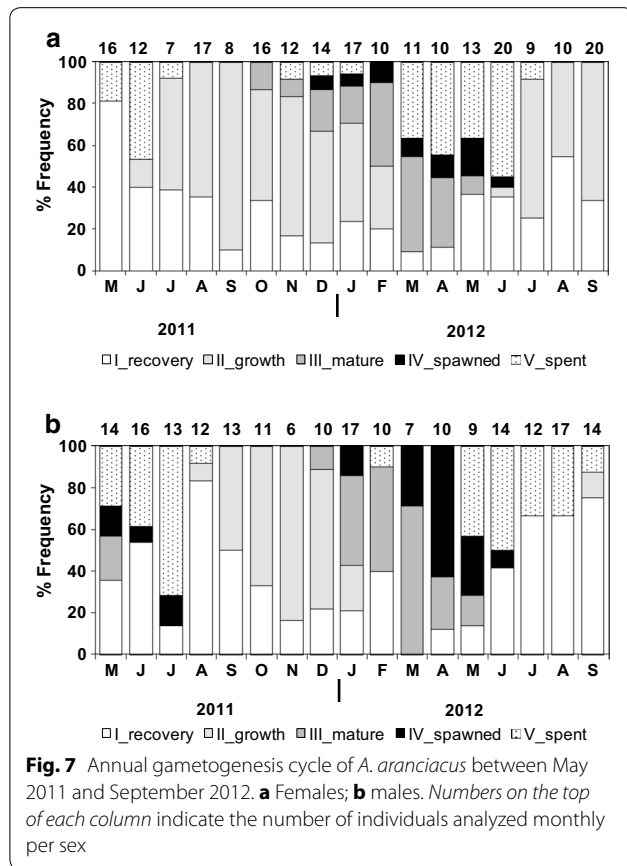 a
16 12 7 17 8 16 12 14 17 10 11 10 13 20 9 10 20
100
80
60
40
20
0
% Frequency
M J J A S O N D J F M A M J J A S
2011 2012
I_recovery II_growth III_mature IV_spawned V_spent
b
14 16 13 12 13 11 6 10 17 10 7 10 9 14 12 17 14
100
80
60
40
20
0
% Frequency
M J J A S O N D J F M A M J J A S
2011 2012
I_recovery II_growth III_mature IV_spawned V_spent
Fig. 7 Annual gametogenesis cycle of A. aranciacus between May
2011 and September 2012. a Females; b males. Numbers on the top
of each column indicate the number of individuals analyzed monthly
per sex